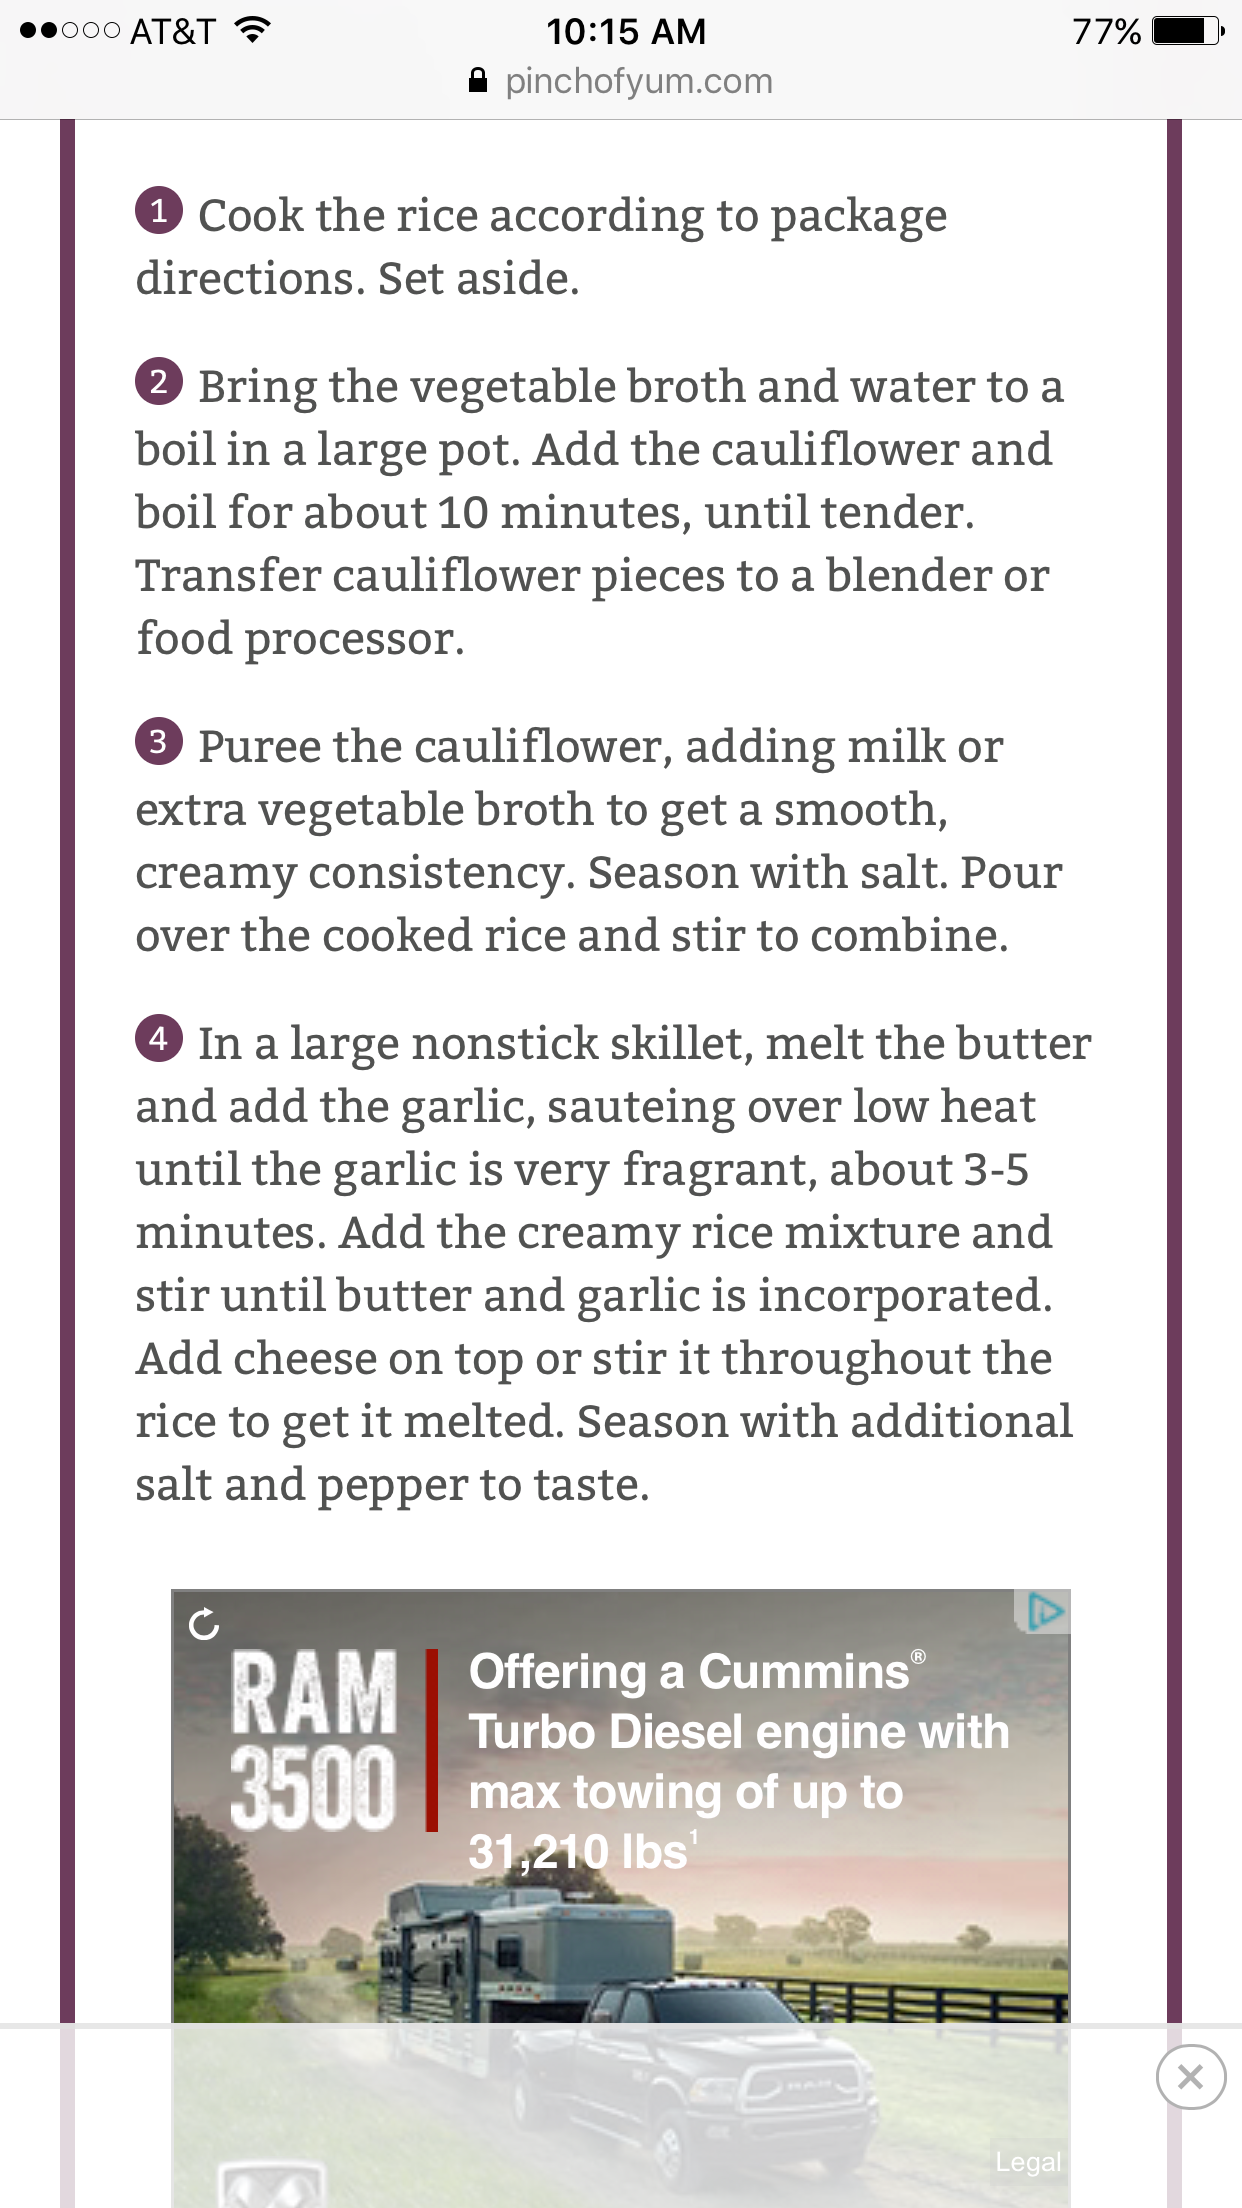 AT&T 10:15 AM 77%
pinchofyum.com
1 Cook the rice according to package
directions. Set aside.
2 Bring the vegetable broth and water to a
boil in a large pot. Add the cauliflower and
boil for about 10 minutes, until tender.
Transfer cauliflower pieces to a blender or
food processor.
3 Puree the cauliflower, adding milk or
extra vegetable broth to get a smooth,
creamy consistency. Season with salt. Pour
over the cooked rice and stir to combine.
4 In a large nonstick skillet, melt the butter
and add the garlic, sauteing over low heat
until the garlic is very fragrant, about 3-5
minutes. Add the creamy rice mixture and
stir until butter and garlic is incorporated.
Add cheese on top or stir it throughout the
rice to get it melted. Season with additional
salt and pepper to taste.
RAM
3500
Offering a Cummins®
Turbo Diesel engine with
max towing of up to
31,210 lbs1
RAM
Legal